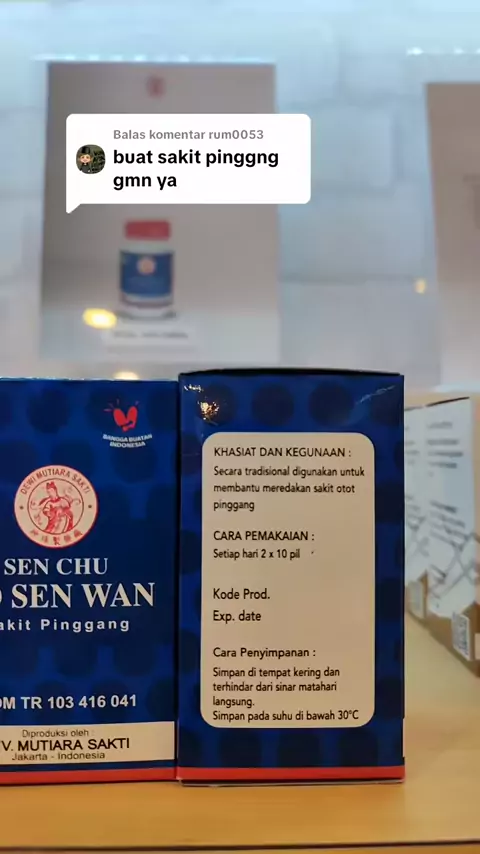 Balas komentar rum0053
buat sakit pinggng
gmn ya
BANGGA BUATAN
INDONESIA
DEWI MUTIARA SAKTI
SEN CHU
SEN WAN
akit Pinggang
OM TR 103 416 041
Diproduksi oleh :
V. MUTIARA SAKTI
Jakarta - Indonesia
KHASIAT DAN KEGUNAAN :
Secara tradisional digunakan untuk
membantu meredakan sakit otot
pinggang
CARA PEMAKAIAN :
Setiap hari 2 x 10 pil
Kode Prod.
Exp. date
Cara Penyimpanan :
Simpan di tempat kering dan
terhindar dari sinar matahari
langsung.
Simpan pada suhu di bawah 30°C